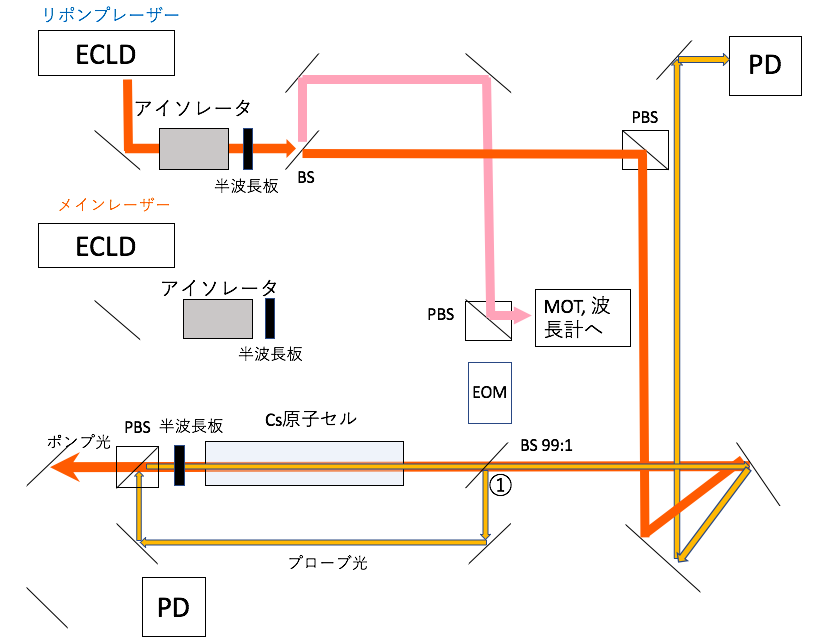 リポンプレーザー
ECLD
PD
アイソレータ
PBS
半波長板
BS
メインレーザー
ECLD
アイソレータ
PBS
MOT, 波
長計へ
半波長板
EOM
Cs原子セル
PBS
半波長板
ポンプ光
BS 99:1
①
プローブ光
PD